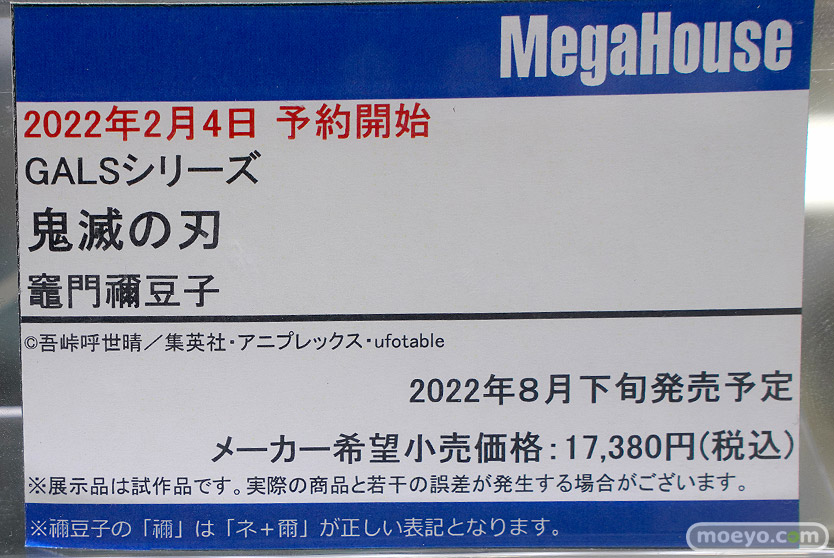 MegaHouse
2022年2月4日 予約開始
GALSシリーズ
鬼滅の刃
竈門禰豆子
©吾峠呼世晴／集英社・アニプレックス・ufotable
2022年8月下旬発売予定
メーカー希望小売価格：17,380円(税込)
※展示品は試作品です。実際の商品と若干の誤差が発生する場合がございます。
※禰豆子の「禰」は「ネ+爾」が正しい表記となります。
moeyo.com